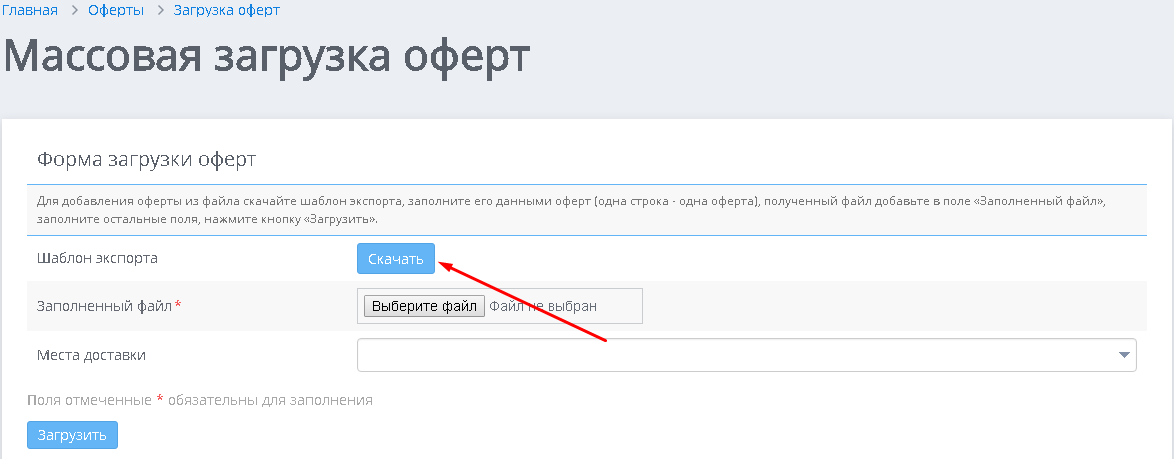 Главная > Оферты > Загрузка оферт
Массовая загрузка оферт
Форма загрузки оферт
Для добавления оферты из файла скачайте шаблон экспорта, заполните его данными оферт (одна строка - одна оферта), полученный файл добавьте в поле «Заполненный файл»,
заполните остальные поля, нажмите кнопку «Загрузить».
Шаблон экспорта Скачать
Заполненный файл * Выберите файл Файл не выбран
Места доставки
Поля отмеченные * обязательны для заполнения
Загрузить